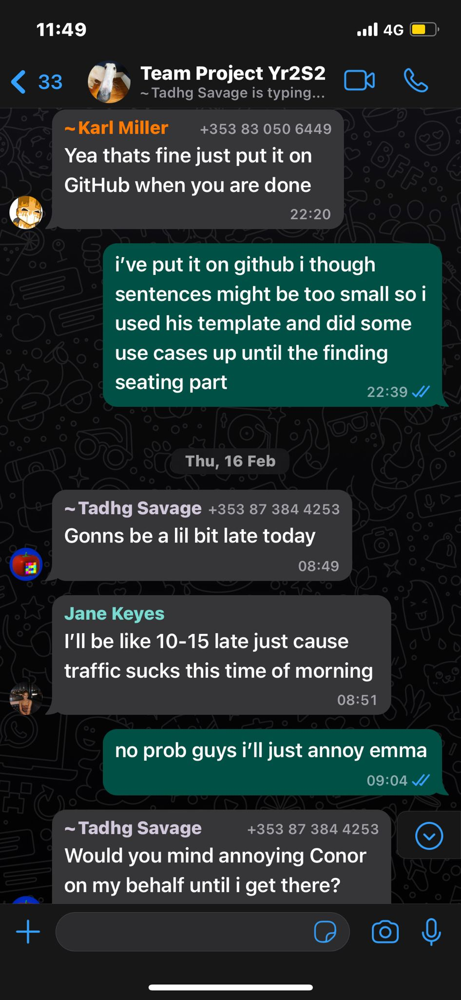 11:49
4G
33
Team Project Yr2S2
~ Tadhg Savage is typing...
~ Karl Miller +353 83 050 6449
Yea thats fine just put it on
GitHub when you are done
22:20
i’ve put it on github i though
sentences might be too small so i
used his template and did some
use cases up until the finding
seating part
22:39
Thu, 16 Feb
~ Tadhg Savage +353 87 384 4253
Gonns be a lil bit late today
08:49
Jane Keyes
I’ll be like 10-15 late just cause
traffic sucks this time of morning
08:51
no prob guys i’ll just annoy emma
09:04
~ Tadhg Savage +353 87 384 4253
Would you mind annoying Conor
on my behalf until i get there?